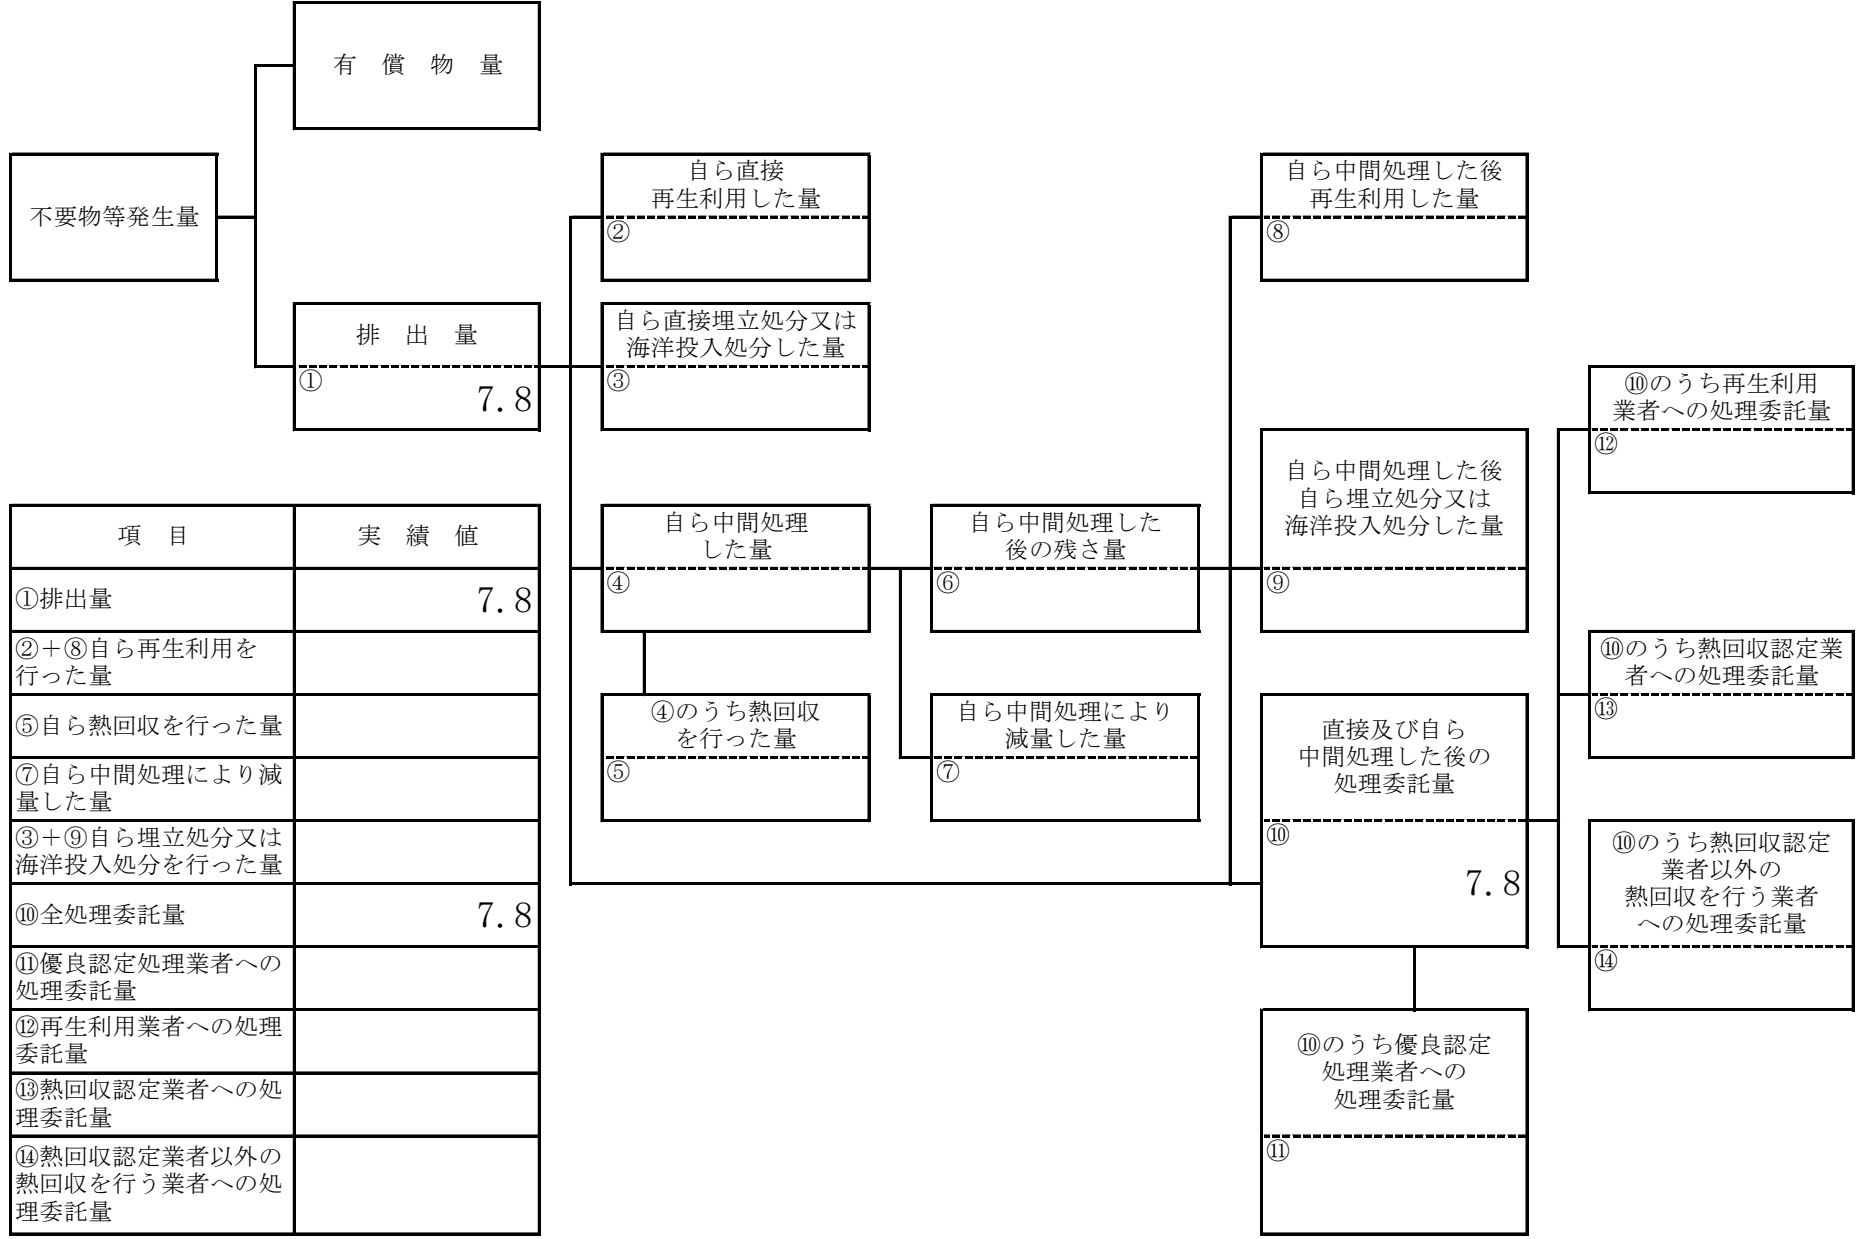 有　償　物　量
不要物等発生量
排　出　量
①
7.8
自ら直接
再生利用した量
②
自ら直接埋立処分又は
海洋投入処分した量
③
自ら中間処理
した量
④
④のうち熱回収
を行った量
⑤
自ら中間処理した
後の残さ量
⑥
自ら中間処理により
減量した量
⑦
自ら中間処理した後
再生利用した量
⑧
自ら中間処理した後
自ら埋立処分又は
海洋投入処分した量
⑨
直接及び自ら
中間処理した後の
処理委託量
⑩
7.8
⑩のうち優良認定
処理業者への
処理委託量
⑪
⑩のうち再生利用
業者への処理委託量
⑫
⑩のうち熱回収認定業
者への処理委託量
⑬
⑩のうち熱回収認定
業者以外の
熱回収を行う業者
への処理委託量
⑭
項　目　実　績　値
①排出量　7.8
②＋⑧自ら再生利用を
行った量
⑤自ら熱回収を行った量
⑦自ら中間処理により減
量した量
③＋⑨自ら埋立処分又は
海洋投入処分を行った量
⑩全処理委託量　7.8
⑪優良認定処理業者への
処理委託量
⑫再生利用業者への処理
委託量
⑬熱回収認定業者への処
理委託量
⑭熱回収認定業者以外の
熱回収を行う業者への処
理委託量